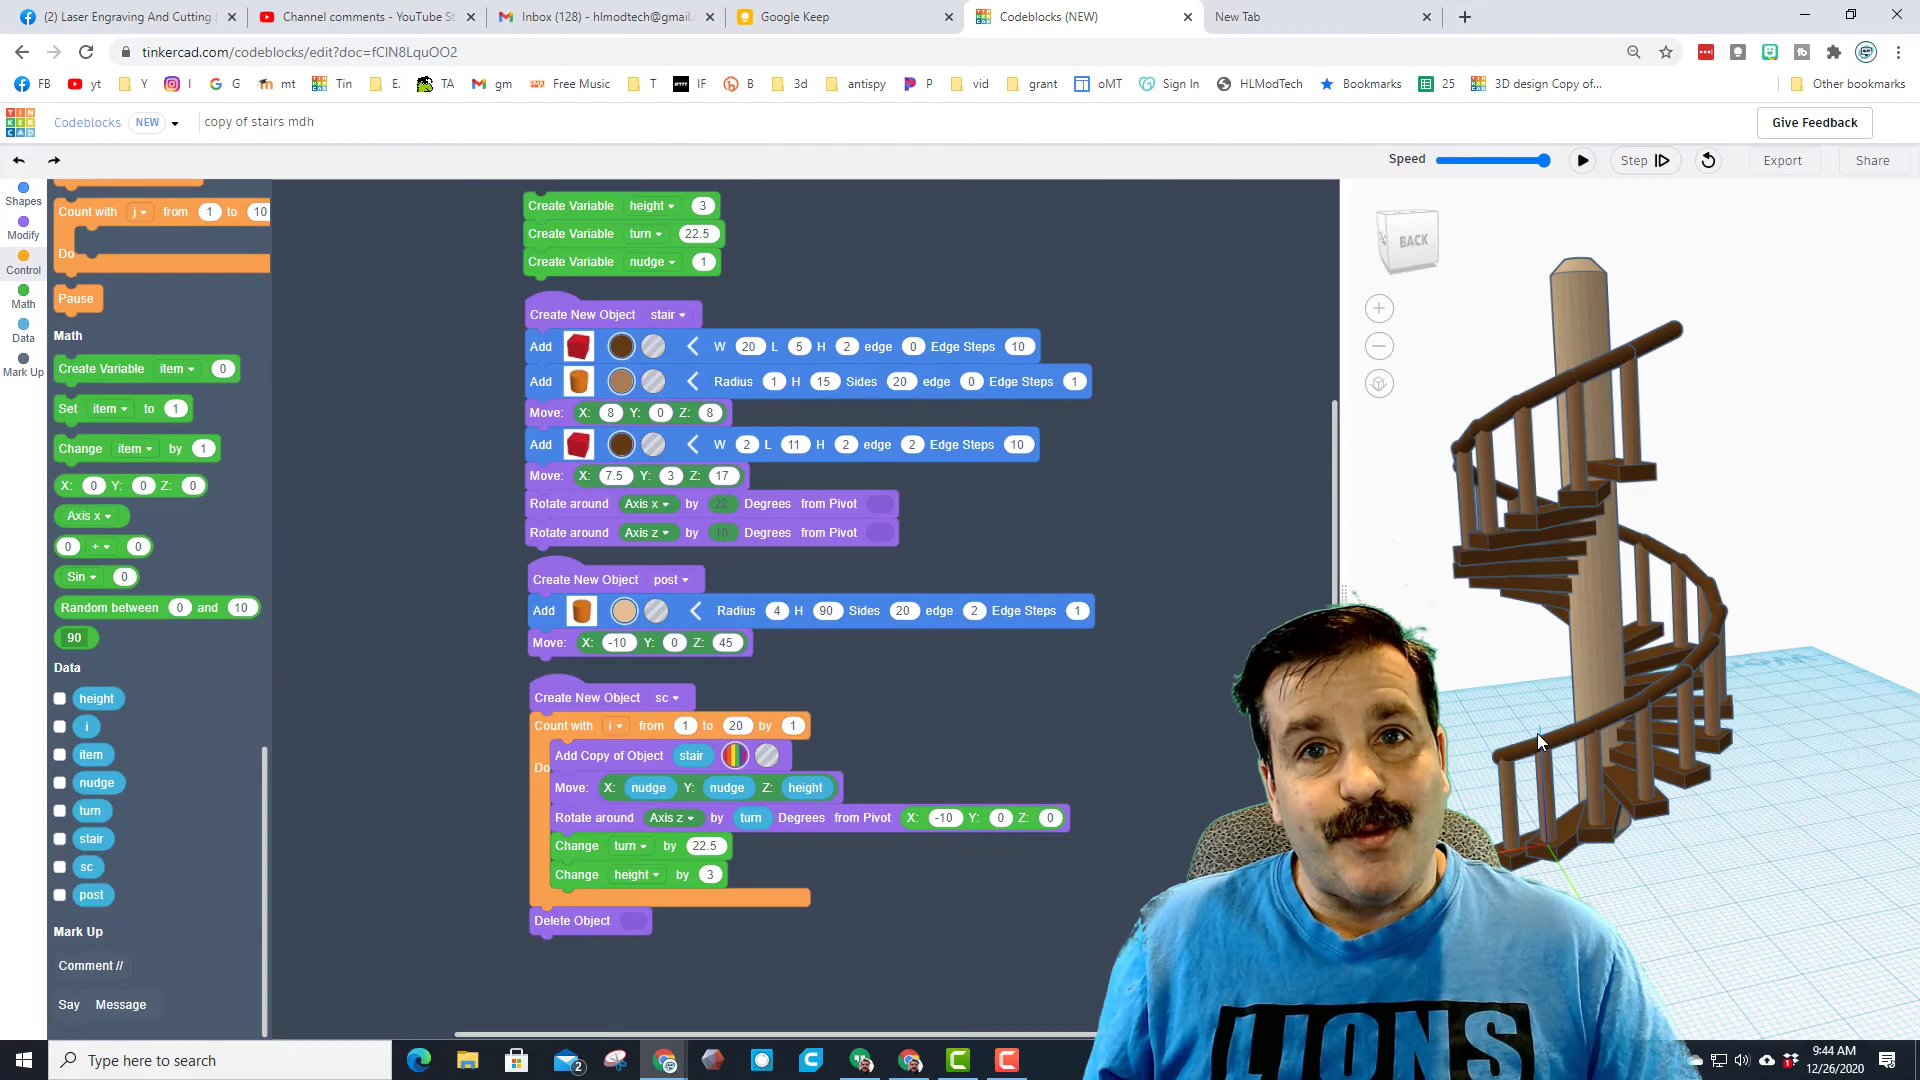 (2) Laser Engraving And Cutting
Channel comments - YouTube St
Inbox (128) - hlmodtech@gmail.
Google Keep
Codeblocks (NEW)
New Tab
tinkercad.com/codeblocks/edit?doc=fCIN8LquOO2
FB yt Y I G G mt Tin E. TA gm Free Music T IF B 3d antispy P vid grant oMT Sign In HLModTech Bookmarks 25 3D design Copy of... Other bookmarks
TIN KER CAD
Codeblocks NEW copy of stairs mdh Give Feedback
Speed Step Export Share
Shapes
Modify
Control
Math
Data
Mark Up
Count with j from 1 to 10
Do
Pause
Math
Create Variable item 0
Set item to 1
Change item by 1
X: 0 Y: 0 Z: 0
Axis x
0 + 0
Sin 0
Random between 0 and 10
90
Data
height
i
item
nudge
turn
stair
sc
post
Mark Up
Comment //
Say Message
Create Variable height 3
Create Variable turn 22.5
Create Variable nudge 1
Create New Object stair
Add W 20 L 5 H 2 edge 0 Edge Steps 10
Add Radius 1 H 15 Sides 20 edge 0 Edge Steps 1
Move: X: 8 Y: 0 Z: 8
Add W 2 L 11 H 2 edge 2 Edge Steps 10
Move: X: 7.5 Y: 3 Z: 17
Rotate around Axis x by 22 Degrees from Pivot
Rotate around Axis z by 10 Degrees from Pivot
Create New Object post
Add Radius 4 H 90 Sides 20 edge 2 Edge Steps 1
Move: X: -10 Y: 0 Z: 45
Create New Object sc
Count with i from 1 to 20 by 1
Do
Add Copy of Object stair
Move: X: nudge Y: nudge Z: height
Rotate around Axis z by turn Degrees from Pivot X: -10 Y: 0 Z: 0
Change turn by 22.5
Change height by 3
Delete Object
BACK
LIONS
Type here to search
2
1
9:44 AM
12/26/2020